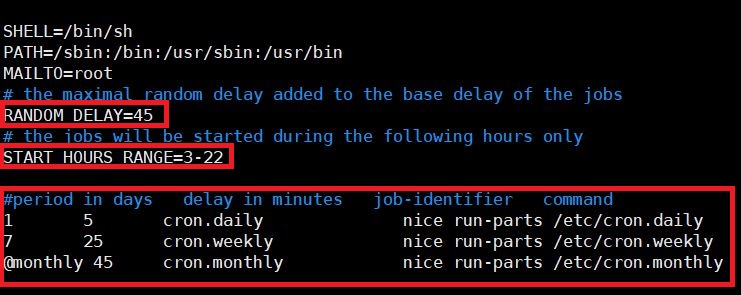 SHELL=/bin/sh
PATH=/sbin:/bin:/usr/sbin:/usr/bin
MAILTO=root
# the maximal random delay added to the base delay of the jobs
RANDOM_DELAY=45
# the jobs will be started during the following hours only
START_HOURS_RANGE=3-22
#period in days   delay in minutes   job-identifier   command
1       5       cron.daily              nice run-parts /etc/cron.daily
7       25      cron.weekly             nice run-parts /etc/cron.weekly
@monthly 45     cron.monthly            nice run-parts /etc/cron.monthly